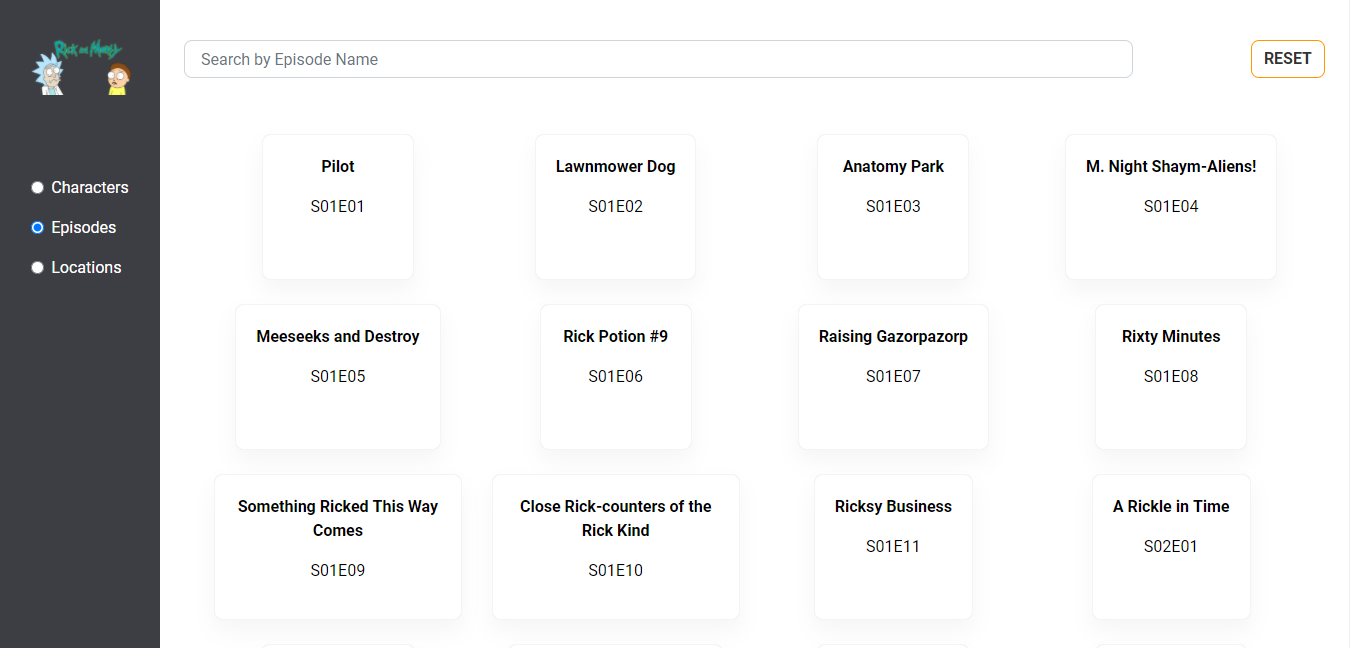 Rick and Morty
Search by Episode Name
RESET
Characters
Episodes
Locations
Pilot
S01E01
Lawnmower Dog
S01E02
Anatomy Park
S01E03
M. Night Shaym-Aliens!
S01E04
Meeseeks and Destroy
S01E05
Rick Potion #9
S01E06
Raising Gazorpazorp
S01E07
Rixty Minutes
S01E08
Something Ricked This Way
Comes
S01E09
Close Rick-counters of the
Rick Kind
S01E10
Ricksy Business
S01E11
A Rickle in Time
S02E01